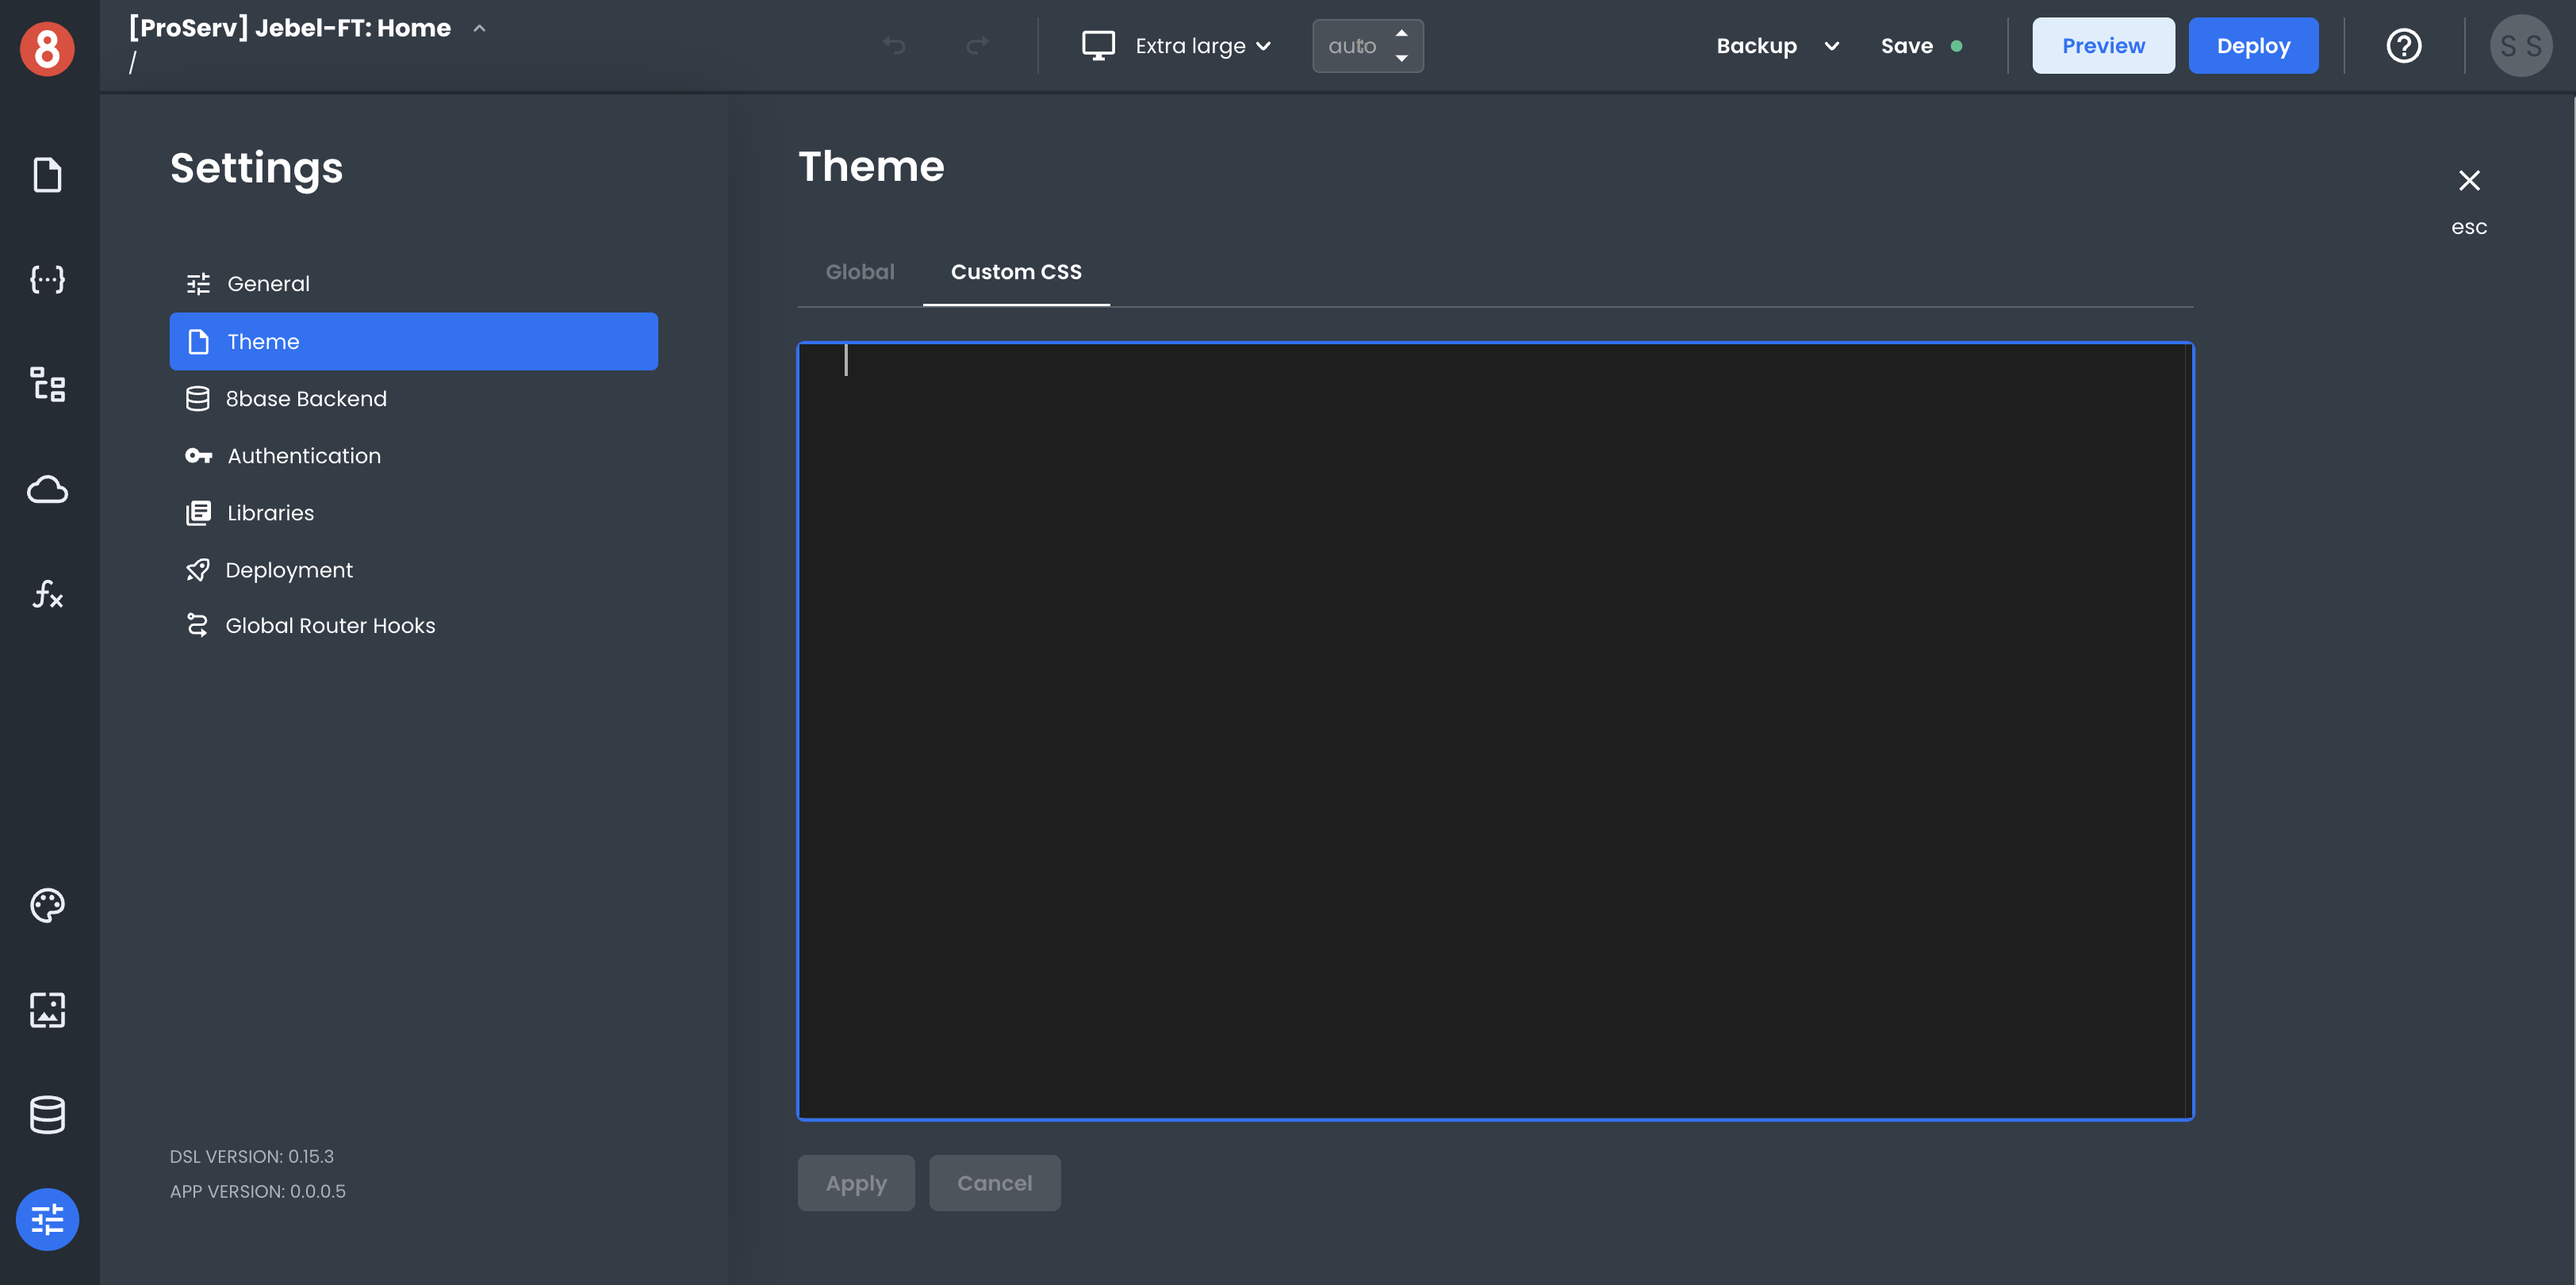 8
[ProServ] Jebel-FT: Home
/
Extra large
auto
Backup
Save
Preview
Deploy
?
S S
Settings
General
Theme
8base Backend
Authentication
Libraries
Deployment
Global Router Hooks
DSL VERSION: 0.15.3
APP VERSION: 0.0.0.5
Theme
esc
Global
Custom CSS
Apply
Cancel